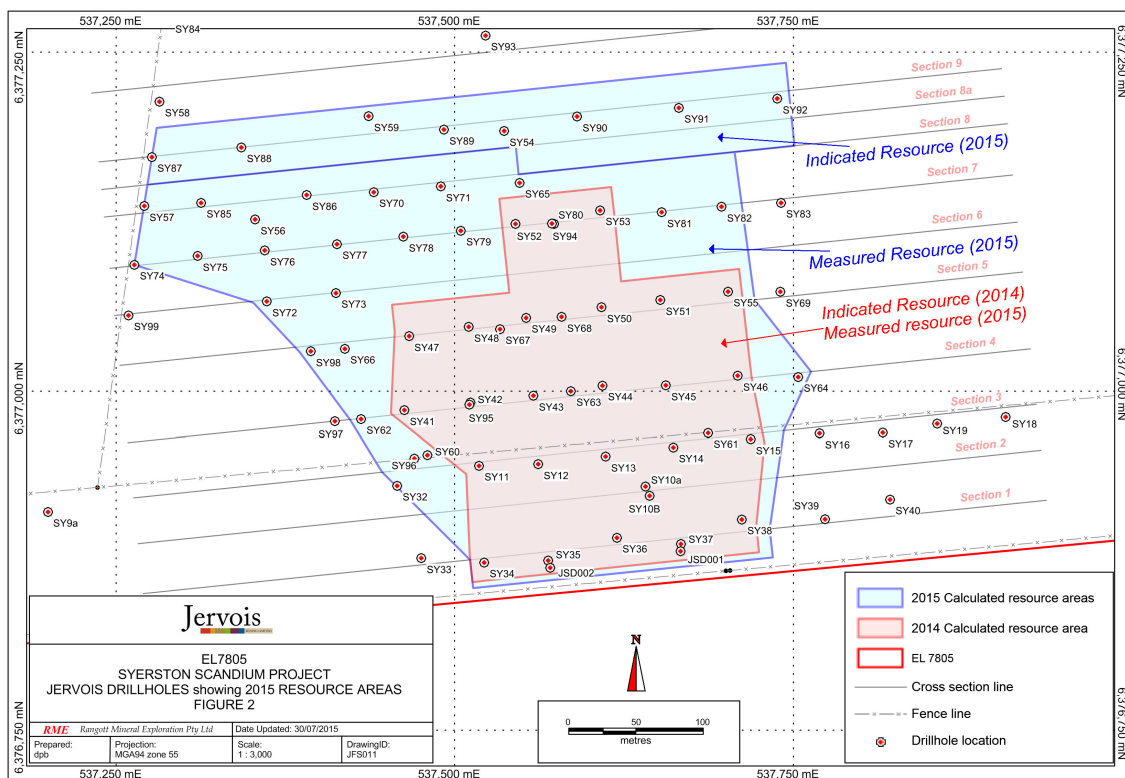 537,250 mE
537,500 mE
537,750 mE
6,377,250 mN
6,377,250 mN
SY84
SY93
Section 9
SY58
SY92
Section 8a
SY59
SY91
SY90
SY89
SY54
Section 8
SY88
Indicated Resource (2015)
SY87
Section 7
SY71
SY65
SY86
SY70
SY57
SY85
SY80
SY53
SY82
SY83
SY56
SY81
Section 6
SY52
SY94
SY79
SY78
SY77
SY76
SY75
Measured Resource (2015)
SY74
Section 5
SY73
SY72
SY55
SY69
Indicated Resource (2014)
Measured resource (2015)
SY51
SY50
SY99
SY49
SY68
SY48
SY67
SY47
Section 4
SY98
SY66
SY46
SY64
SY44
SY45
SY63
SY43
SY42
SY95
SY41
6,377,000 mN
6,377,000 mN
Section 3
SY62
SY97
SY18
SY19
SY17
SY16
SY61
SY15
SY14
Section 2
SY60
SY96
SY13
SY12
SY11
SY10a
SY32
SY10B
Section 1
SY40
SY39
SY9a
SY38
SY37
SY36
JSD001
SY35
SY33
SY34
JSD002
Jervois
EL7805
SYERSTON SCANDIUM PROJECT
JERVOIS DRILLHOLES showing 2015 RESOURCE AREAS
FIGURE 2
RME Rangott Mineral Exploration Pty Ltd
Date Updated: 30/07/2015
Prepared:
dpb
Projection:
MGA94 zone 55
Scale:
1 : 3,000
DrawingID:
JFS011
N
0 50 100
metres
2015 Calculated resource areas
2014 Calculated resource area
EL 7805
Cross section line
Fence line
Drillhole location
6,376,750 mN
6,376,750 mN
537,250 mE
537,500 mE
537,750 mE